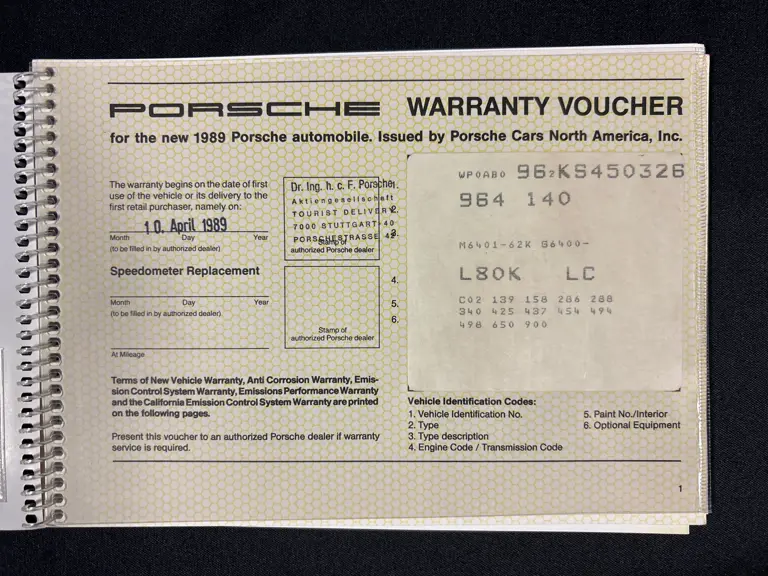 PORSCHE WARRANTY VOUCHER
for the new 1989 Porsche automobile. Issued by Porsche Cars North America, Inc.
The warranty begins on the date of first
use of the vehicle or its delivery to the
first retail purchaser, namely on:
10. April 1989
Month Day Year
(to be filled in by authorized dealer)
Speedometer Replacement
Month Day Year
(to be filled in by authorized dealer)
At Mileage
Terms of New Vehicle Warranty, Anti Corrosion Warranty, Emis-
sion Control System Warranty, Emissions Performance Warranty
and the California Emission Control System Warranty are printed
on the following pages.
Present this voucher to an authorized Porsche dealer if warranty
service is required.
Dr. Ing. h. c. F. Porsche
Aktiengesellschaft
TOURIST DELIVERY
7000 STUTTGART 40
PORSCHESTRASSE 42
Stamp of
authorized Porsche dealer
Stamp of
authorized Porsche dealer
1.
2.
3.
4.
5.
6.
WP0AB0 962KS450326
964 140
M6401-62K G6400-
L80K LC
C02 139 158 286 288
340 425 437 454 494
498 650 900
Vehicle Identification Codes:
1. Vehicle Identification No.
2. Type
3. Type description
4. Engine Code / Transmission Code
5. Paint No./Interior
6. Optional Equipment
1